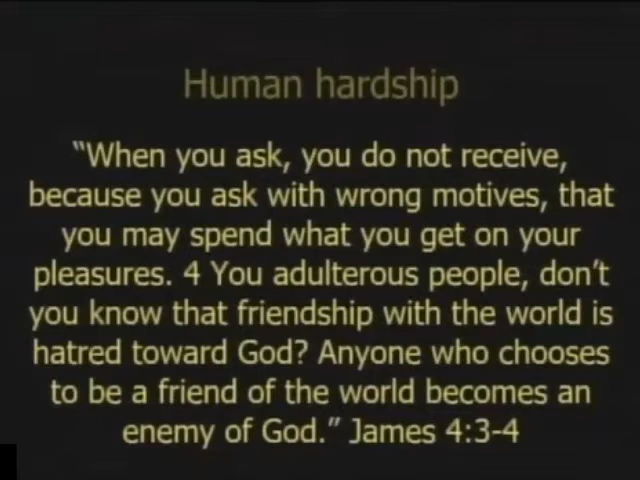 Human hardship
“When you ask, you do not receive,
because you ask with wrong motives, that
you may spend what you get on your
pleasures. 4 You adulterous people, don’t
you know that friendship with the world is
hatred toward God? Anyone who chooses
to be a friend of the world becomes an
enemy of God.” James 4:3-4